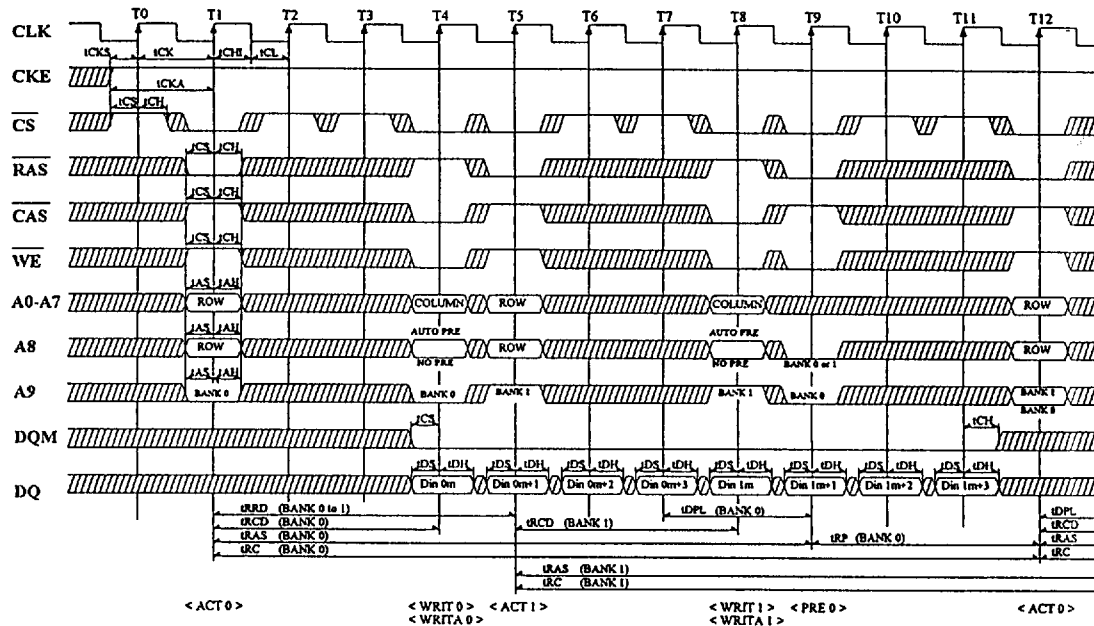 T0 T1 T2 T3 T4 T5 T6 T7 T8 T9 T10 T11 T12
CLK
tCKS tCK tCHI tCL
CKE
tCKA
tCS tCH
CS
tCS tCH
RAS
tCS tCH
CAS
tCS tCH
WE
tAS tAH
A0-A7 ROW COLUMN ROW COLUMN ROW
tAS tAH AUTO PRE AUTO PRE
A8 ROW ROW ROW
tAS tAH NO PRE NO PRE BANK 0 or 1
A9 BANK 0 BANK 0 BANK 1 BANK 1 BANK 0 BANK 1
BANK 0
tCS tCH
DQM
tDS tDH tDS tDH tDS tDH tDS tDH tDS tDH tDS tDH tDS tDH tDS tDH
DQ Din 0m Din 0m+1 Din 0m+2 Din 0m+3 Din 1m Din 1m+1 Din 1m+2 Din 1m+3
tRRD (BANK 0 to 1) tDPL (BANK 0) tDPL
tRCD (BANK 0) tRCD (BANK 1) tRCD
tRAS (BANK 0) tRP (BANK 0) tRAS
tRC (BANK 0) tRC
tRAS (BANK 1)
tRC (BANK 1)
< ACT 0 > < WRIT 0 > < ACT 1 > < WRIT 1 > < PRE 0 > < ACT 0 >
< WRITA 0 > < WRITA 1 >